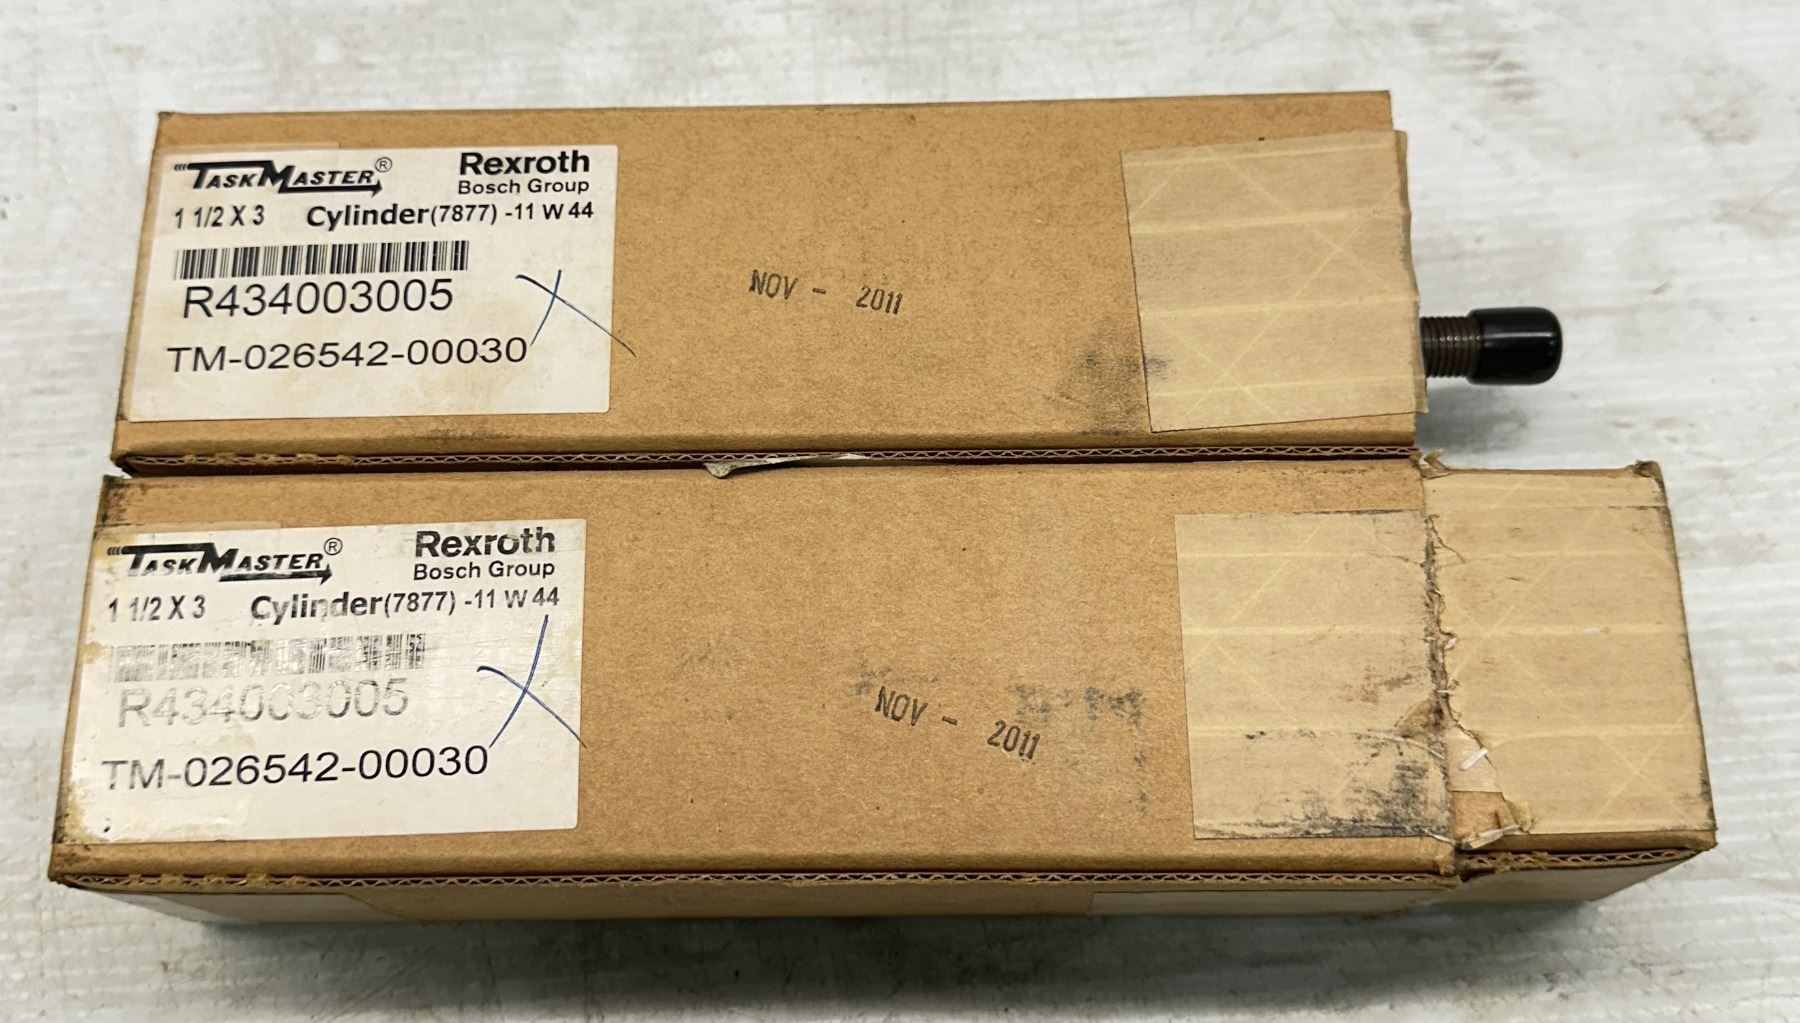 TASKMASTER®
Rexroth
Bosch Group
1 1/2 X 3 Cylinder(7877) -11 W 44
R434003005
TM-026542-00030
NOV - 2011
TASKMASTER®
Rexroth
Bosch Group
1 1/2 X 3 Cylinder(7877) -11 W 44
R434003005
TM-026542-00030
NOV - 2011